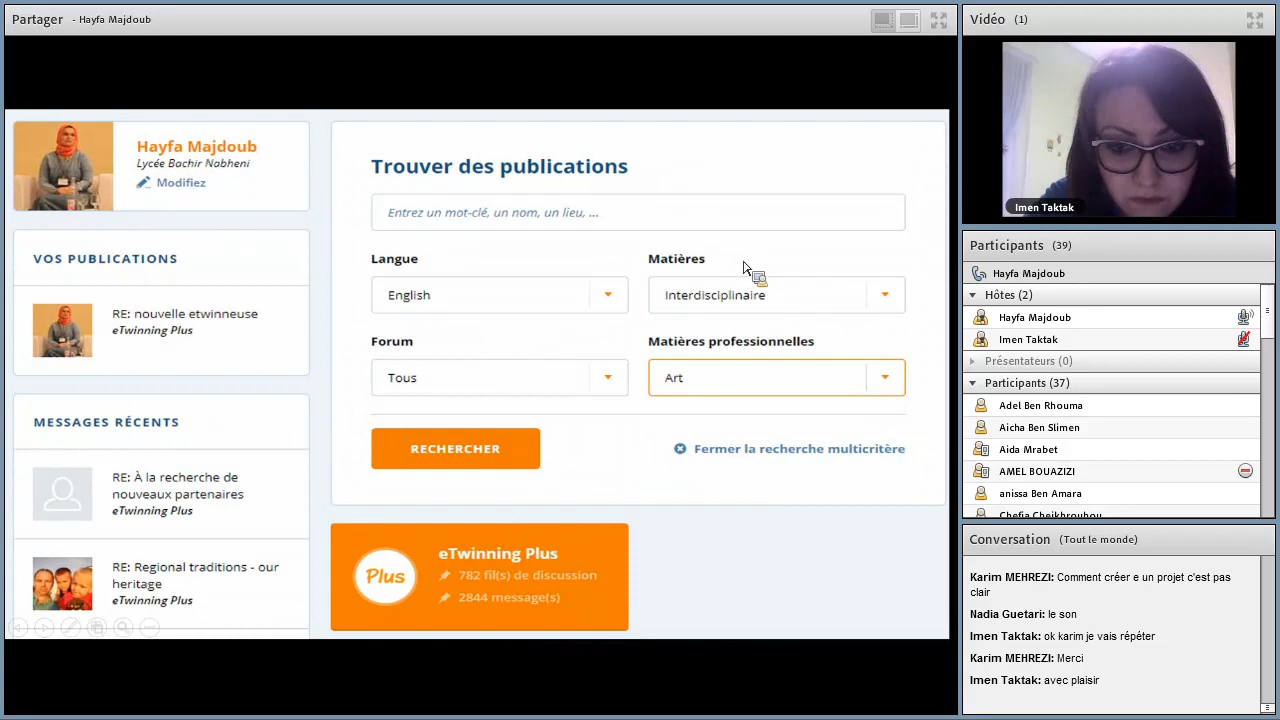 Partager - Hayfa Majdoub
Hayfa Majdoub
Lycée Bachir Nabheni
Modifiez
VOS PUBLICATIONS
RE: nouvelle etwinneuse
eTwinning Plus
MESSAGES RÉCENTS
RE: À la recherche de
nouveaux partenaires
eTwinning Plus
RE: Regional traditions - our
heritage
eTwinning Plus
Trouver des publications
Entrez un mot-clé, un nom, un lieu, ...
Langue
Matières
English
Interdisciplinaire
Forum
Matières professionnelles
Tous
Art
RECHERCHER
Fermer la recherche multicritère
Plus
eTwinning Plus
782 fil(s) de discussion
2844 message(s)
Vidéo (1)
Imen Taktak
Participants (39)
Hayfa Majdoub
Hôtes (2)
Hayfa Majdoub
Imen Taktak
Présentateurs (0)
Participants (37)
Adel Ben Rhouma
Aicha Ben Slimen
Aida Mrabet
AMEL BOUAZIZI
anissa Ben Amara
Chefia Cheikhrouhou
Conversation (Tout le monde)
Karim MEHREZI: Comment créer e un projet c'est pas
clair
Nadia Guetari: le son
Imen Taktak: ok karim je vais répéter
Karim MEHREZI: Merci
Imen Taktak: avec plaisir